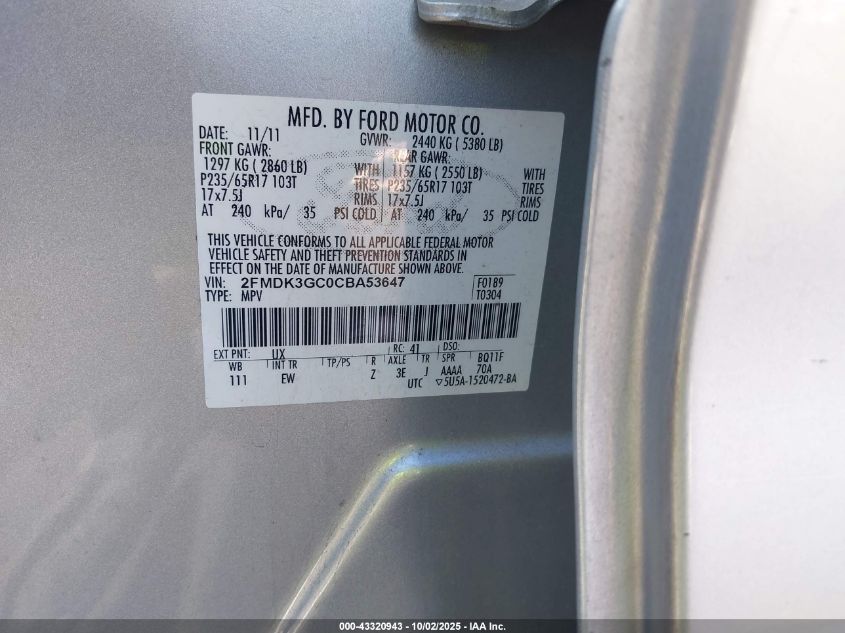 MFD. BY FORD MOTOR CO.
DATE: 11/11 GVWR: 2440 KG ( 5380 LB)
FRONT GAWR: REAR GAWR:
1297 KG ( 2860 LB) WITH 1157 KG ( 2550 LB) WITH
P235/65R17 103T TIRES P235/65R17 103T TIRES
17x7.5J RIMS 17x7.5J RIMS
AT 240 kPa/ 35 PSI COLD AT 240 kPa/ 35 PSI COLD
THIS VEHICLE CONFORMS TO ALL APPLICABLE FEDERAL MOTOR
VEHICLE SAFETY AND THEFT PREVENTION STANDARDS IN
EFFECT ON THE DATE OF MANUFACTURE SHOWN ABOVE.
VIN: 2FMDK3GC0CBA53647 F0189
TYPE: MPV T0304
EXT PNT: UX RC: 41 DSO:
WB INT TR TP/PS R AXLE TR SPR BQ11F
111 EW Z 3E J AAAA 70A
UTC ▽5U5A-1520472-BA
000-43320943 - 10/02/2025 - IAA Inc.